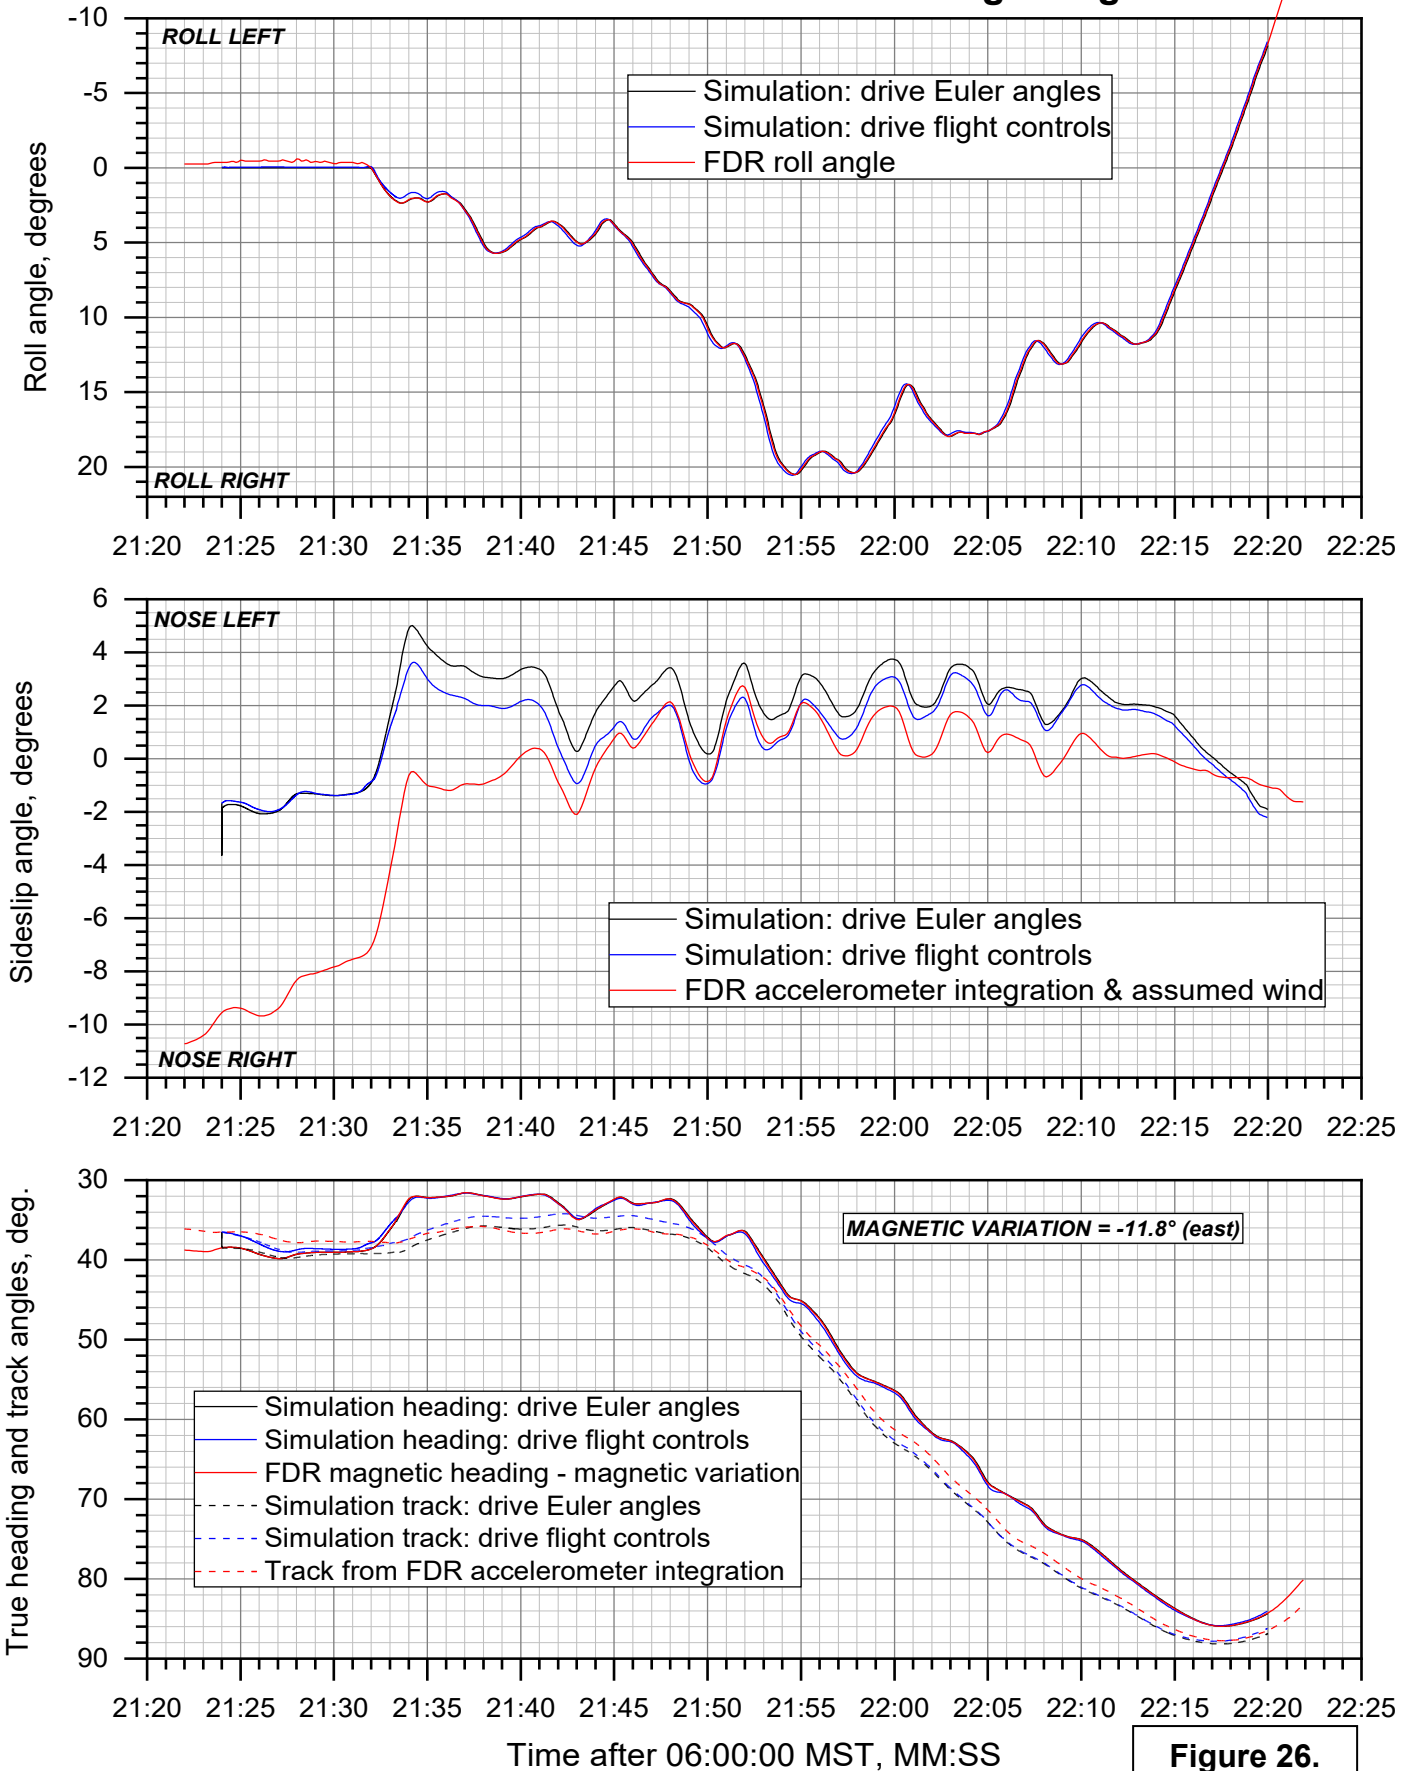 -10
-5
0
5
10
15
20
Roll angle, degrees
ROLL LEFT
Simulation: drive Euler angles
Simulation: drive flight controls
FDR roll angle
ROLL RIGHT
21:20 21:25 21:30 21:35 21:40 21:45 21:50 21:55 22:00 22:05 22:10 22:15 22:20 22:25
6
4
2
0
-2
-4
-6
-8
-10
-12
Sideslip angle, degrees
NOSE LEFT
Simulation: drive Euler angles
Simulation: drive flight controls
FDR accelerometer integration & assumed wind
NOSE RIGHT
21:20 21:25 21:30 21:35 21:40 21:45 21:50 21:55 22:00 22:05 22:10 22:15 22:20 22:25
30
40
50
60
70
80
90
True heading and track angles, deg.
MAGNETIC VARIATION = -11.8° (east)
Simulation heading: drive Euler angles
Simulation heading: drive flight controls
FDR magnetic heading - magnetic variation
Simulation track: drive Euler angles
Simulation track: drive flight controls
Track from FDR accelerometer integration
21:20 21:25 21:30 21:35 21:40 21:45 21:50 21:55 22:00 22:05 22:10 22:15 22:20 22:25
Time after 06:00:00 MST, MM:SS
Figure 26.